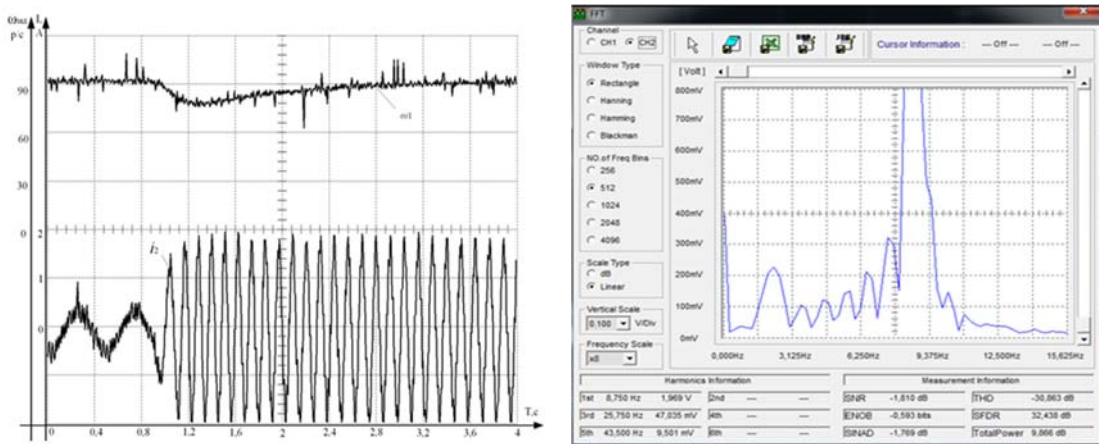 ω₂ₙ₁ I,
p/c A
90
60
30
0 2
1
0
ω1
i₂
0 0,4 0,8 1,2 1,6 2 2,4 2,8 3,2 3,6 4
T,c
FFT
Channel
CH1 CH2
Cursor Information : --- Off --- --- Off ---
Window Type
Rectangle
Hanning
Hamming
Blackman
NO.of Freq Bins
256
512
1024
2048
4096
Scale Type
dB
Linear
Vertical Scale
0.100 V/Div
Frequency Scale
x8
[ Volt ]
800mV
700mV
600mV
500mV
400mV
300mV
200mV
100mV
0mV
0,000Hz 3,125Hz 6,250Hz 9,375Hz 12,500Hz 15,625Hz
Harmonics Information
1st 8,750 Hz 1,969 V 2nd --- ---
3rd 25,750 Hz 47,035 mV 4th --- ---
5th 43,500 Hz 9,501 mV 6th --- ---
Measurement Information
SNR -1,810 dB THD -30,863 dB
ENOB -0,593 bits SFDR 32,438 dB
SINAD -1,769 dB TotalPower 9,866 dB